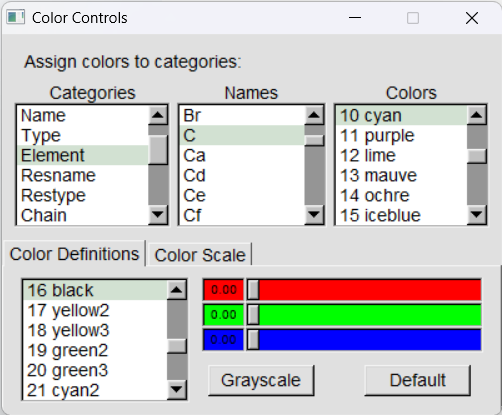 Color Controls
Assign colors to categories:
Categories Names Colors
Name Br 10 cyan
Type C 11 purple
Element Ca 12 lime
Resname Cd 13 mauve
Restype Ce 14 ochre
Chain Cf 15 iceblue
Color Definitions Color Scale
16 black 0.00
17 yellow2 0.00
18 yellow3 0.00
19 green2
20 green3 Grayscale Default
21 cyan2